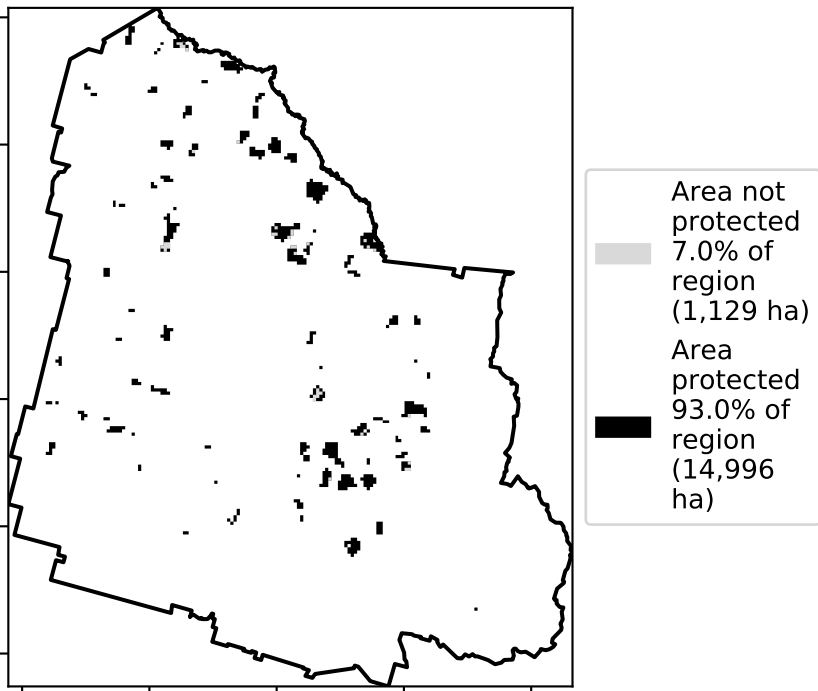 Area not
protected
7.0% of
region
(1,129 ha)
Area
protected
93.0% of
region
(14,996
ha)